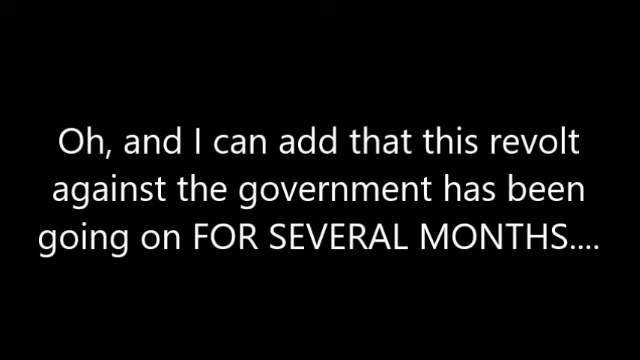 Oh, and I can add that this revolt
against the government has been
going on FOR SEVERAL MONTHS....